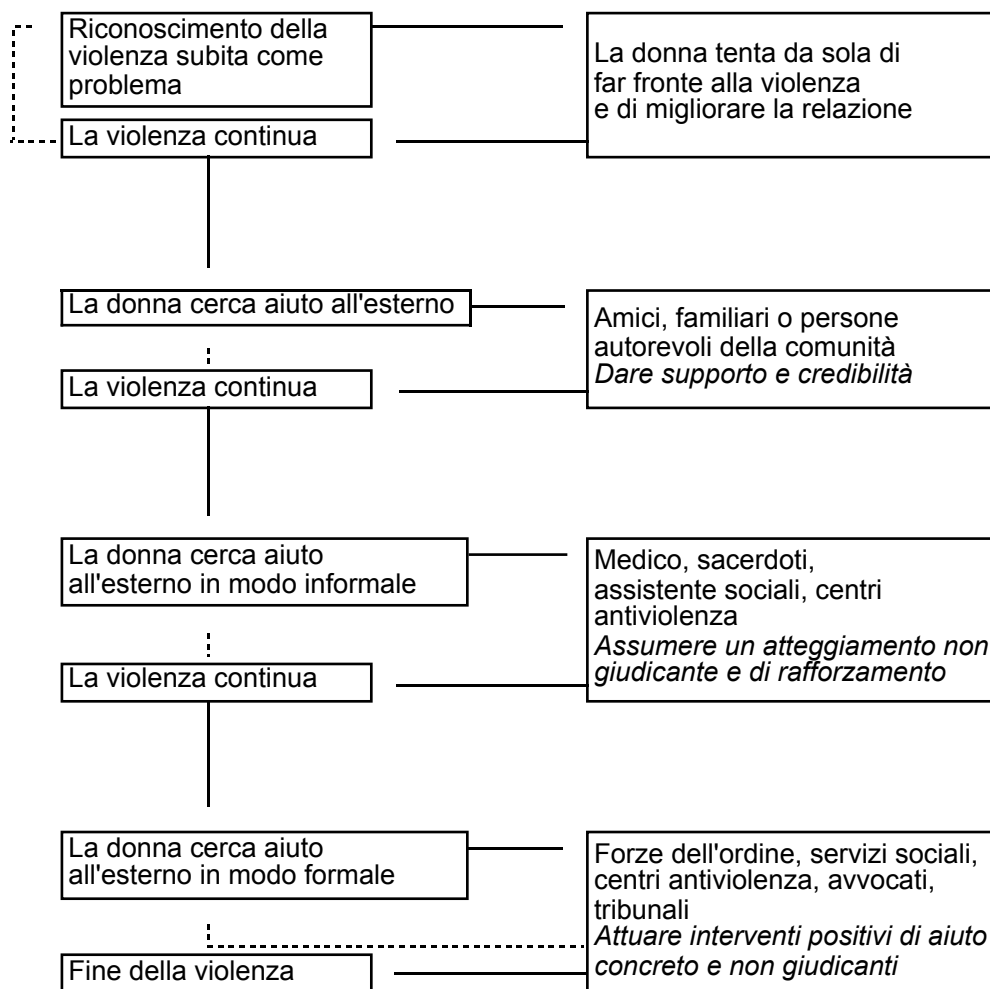 Riconoscimento della
violenza subita come
problema
La donna tenta da sola di
far fronte alla violenza
e di migliorare la relazione
La violenza continua
La donna cerca aiuto all'esterno
Amici, familiari o persone
autorevoli della comunità
Dare supporto e credibilità
La violenza continua
La donna cerca aiuto
all'esterno in modo informale
Medico, sacerdoti,
assistente sociali, centri
antiviolenza
Assumere un atteggiamento non
giudicante e di rafforzamento
La violenza continua
La donna cerca aiuto
all'esterno in modo formale
Forze dell'ordine, servizi sociali,
centri antiviolenza, avvocati,
tribunali
Attuare interventi positivi di aiuto
concreto e non giudicanti
Fine della violenza